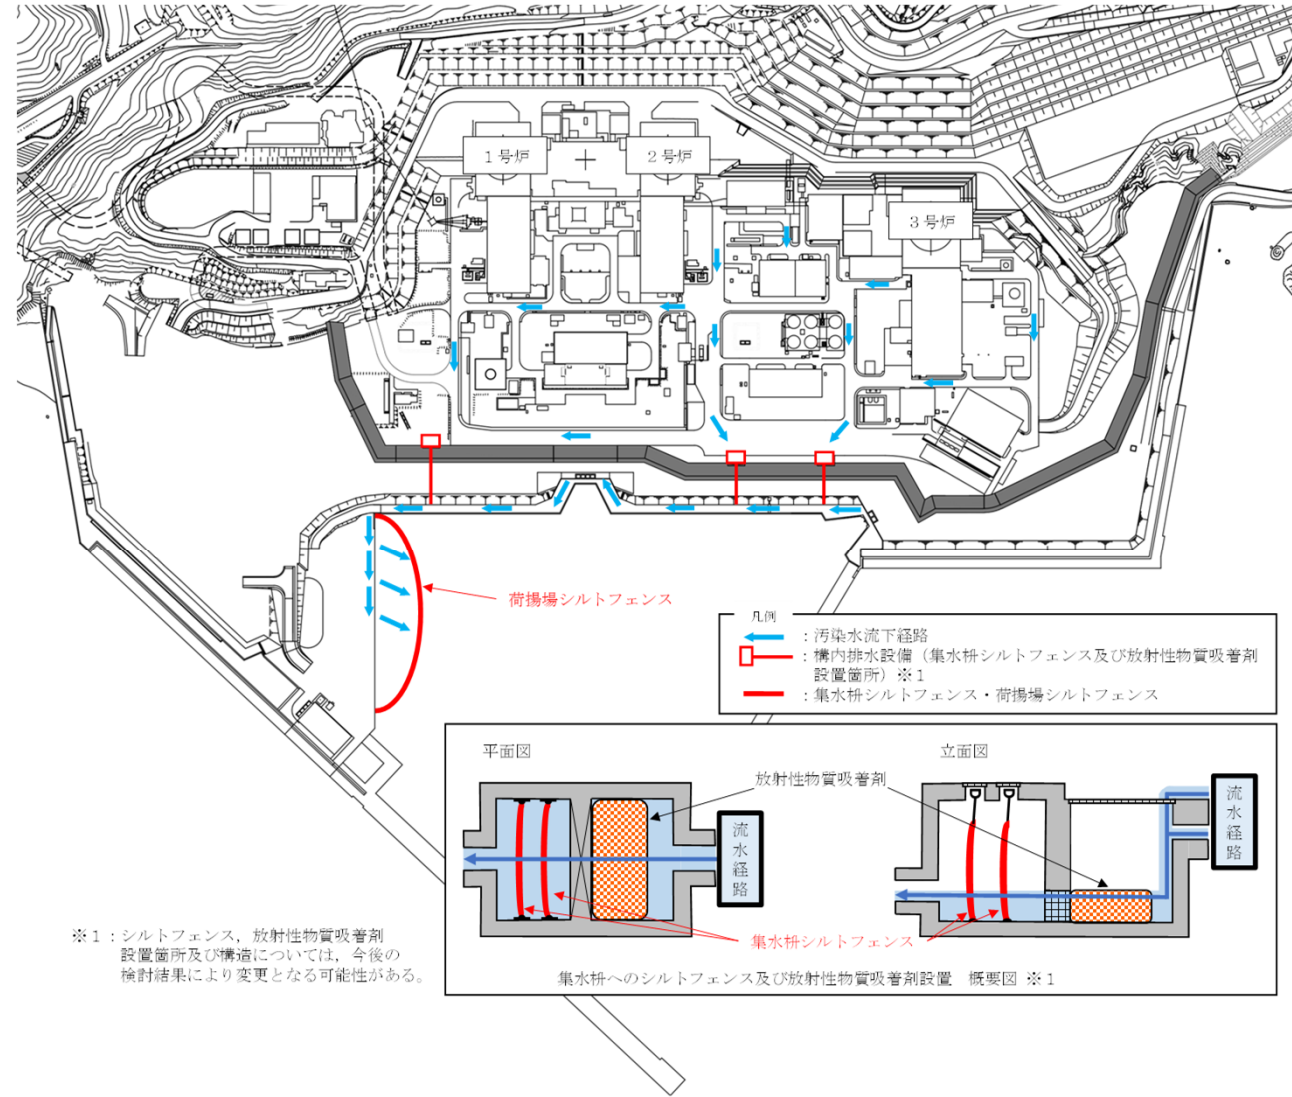 1号炉
2号炉
3号炉
荷揚場シルトフェンス
凡例
：汚染水流下経路
：構内排水設備（集水枡シルトフェンス及び放射性物質吸着剤
設置箇所）※1
：集水枡シルトフェンス・荷揚場シルトフェンス
平面図
立面図
放射性物質吸着剤
流水経路
流水経路
集水枡シルトフェンス
集水枡へのシルトフェンス及び放射性物質吸着剤設置　概要図 ※1
※1：シルトフェンス，放射性物質吸着剤
設置箇所及び構造については，今後の
検討結果により変更となる可能性がある。